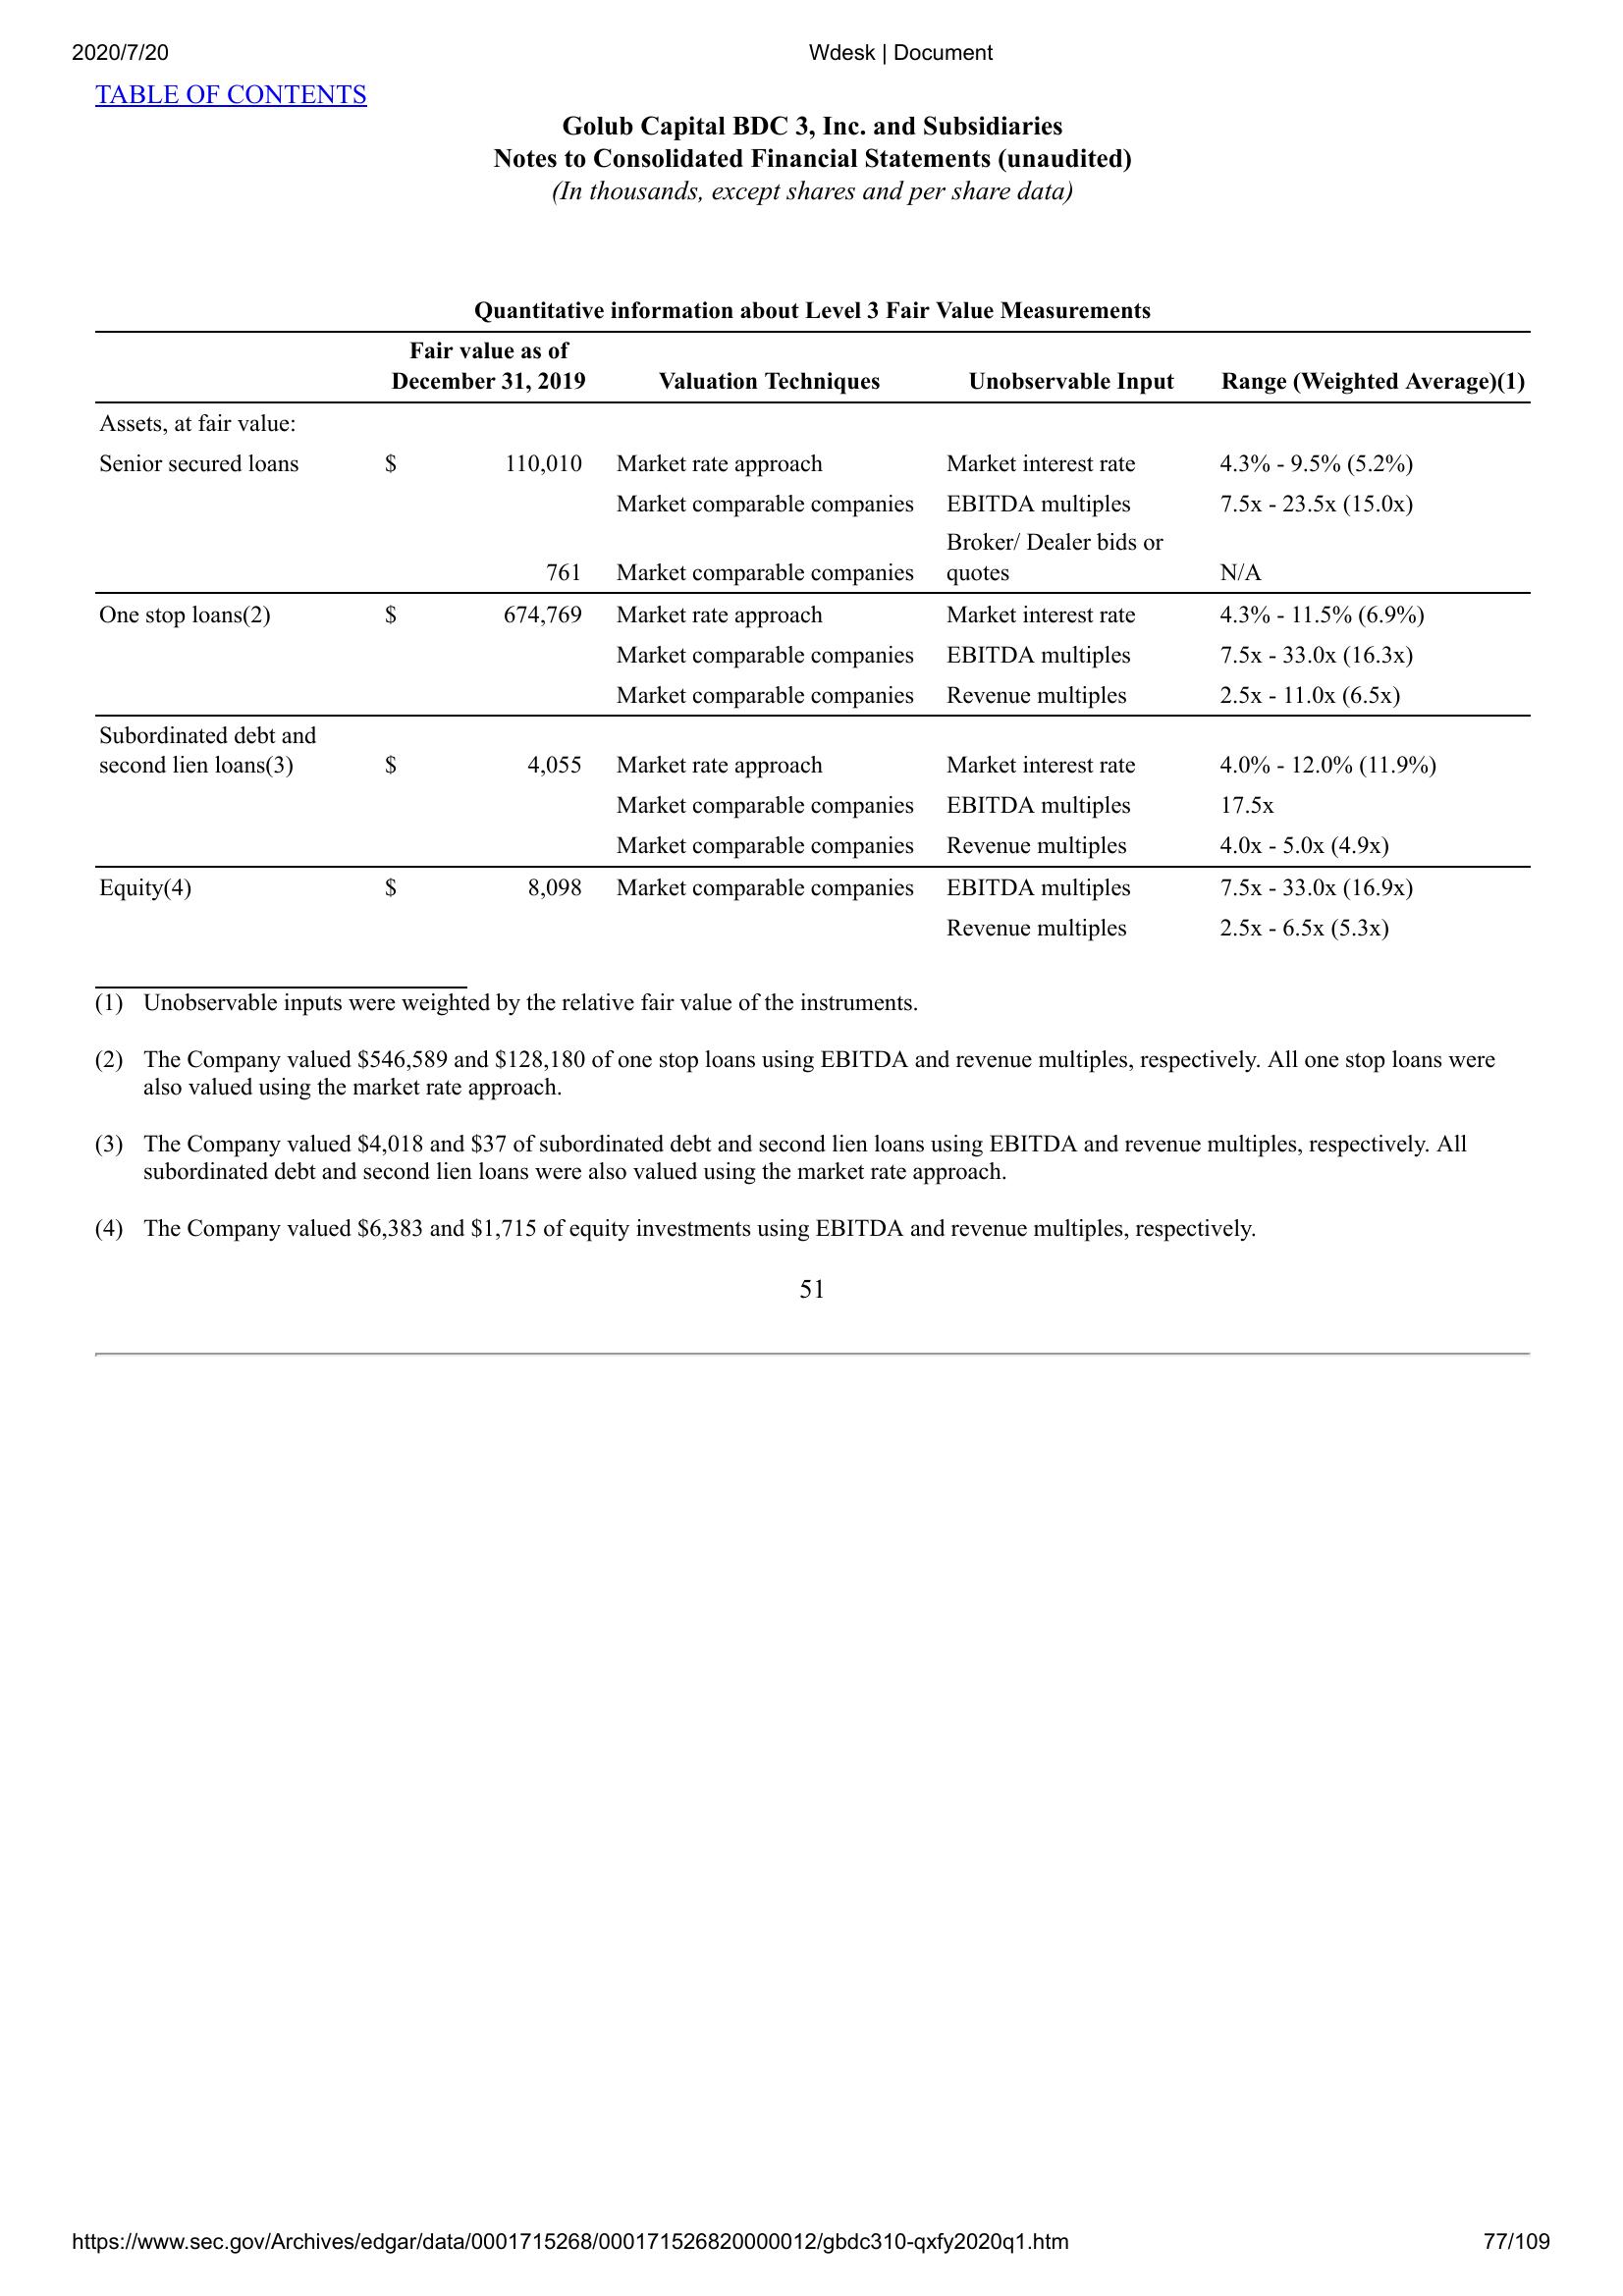 2020/7/20 Wdesk | Document
TABLE OF CONTENTS
Golub Capital BDC 3, Inc. and Subsidiaries
Notes to Consolidated Financial Statements (unaudited)
(In thousands, except shares and per share data)
Quantitative information about Level 3 Fair Value Measurements
Fair value as of
December 31, 2019 Valuation Techniques Unobservable Input Range (Weighted Average)(1)
Assets, at fair value:
Senior secured loans $ 110,010 Market rate approach Market interest rate 4.3% - 9.5% (5.2%)
Market comparable companies EBITDA multiples 7.5x - 23.5x (15.0x)
Broker/ Dealer bids or
761 Market comparable companies quotes N/A
One stop loans(2) $ 674,769 Market rate approach Market interest rate 4.3% - 11.5% (6.9%)
Market comparable companies EBITDA multiples 7.5x - 33.0x (16.3x)
Market comparable companies Revenue multiples 2.5x - 11.0x (6.5x)
Subordinated debt and
second lien loans(3) $ 4,055 Market rate approach Market interest rate 4.0% - 12.0% (11.9%)
Market comparable companies EBITDA multiples 17.5x
Market comparable companies Revenue multiples 4.0x - 5.0x (4.9x)
Equity(4) $ 8,098 Market comparable companies EBITDA multiples 7.5x - 33.0x (16.9x)
Revenue multiples 2.5x - 6.5x (5.3x)
(1) Unobservable inputs were weighted by the relative fair value of the instruments.
(2) The Company valued $546,589 and $128,180 of one stop loans using EBITDA and revenue multiples, respectively. All one stop loans were
also valued using the market rate approach.
(3) The Company valued $4,018 and $37 of subordinated debt and second lien loans using EBITDA and revenue multiples, respectively. All
subordinated debt and second lien loans were also valued using the market rate approach.
(4) The Company valued $6,383 and $1,715 of equity investments using EBITDA and revenue multiples, respectively.
51
https://www.sec.gov/Archives/edgar/data/0001715268/000171526820000012/gbdc310-qxfy2020q1.htm 77/109